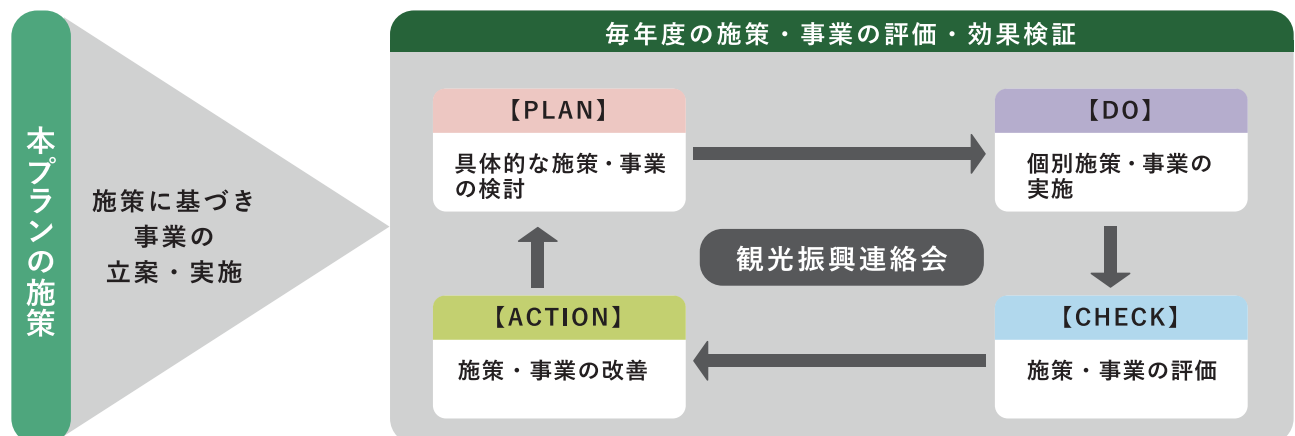 本プランの施策
施策に基づき
事業の
立案・実施
毎年度の施策・事業の評価・効果検証
【PLAN】
具体的な施策・事業
の検討
【DO】
個別施策・事業の
実施
観光振興連絡会
【ACTION】
施策・事業の改善
【CHECK】
施策・事業の評価